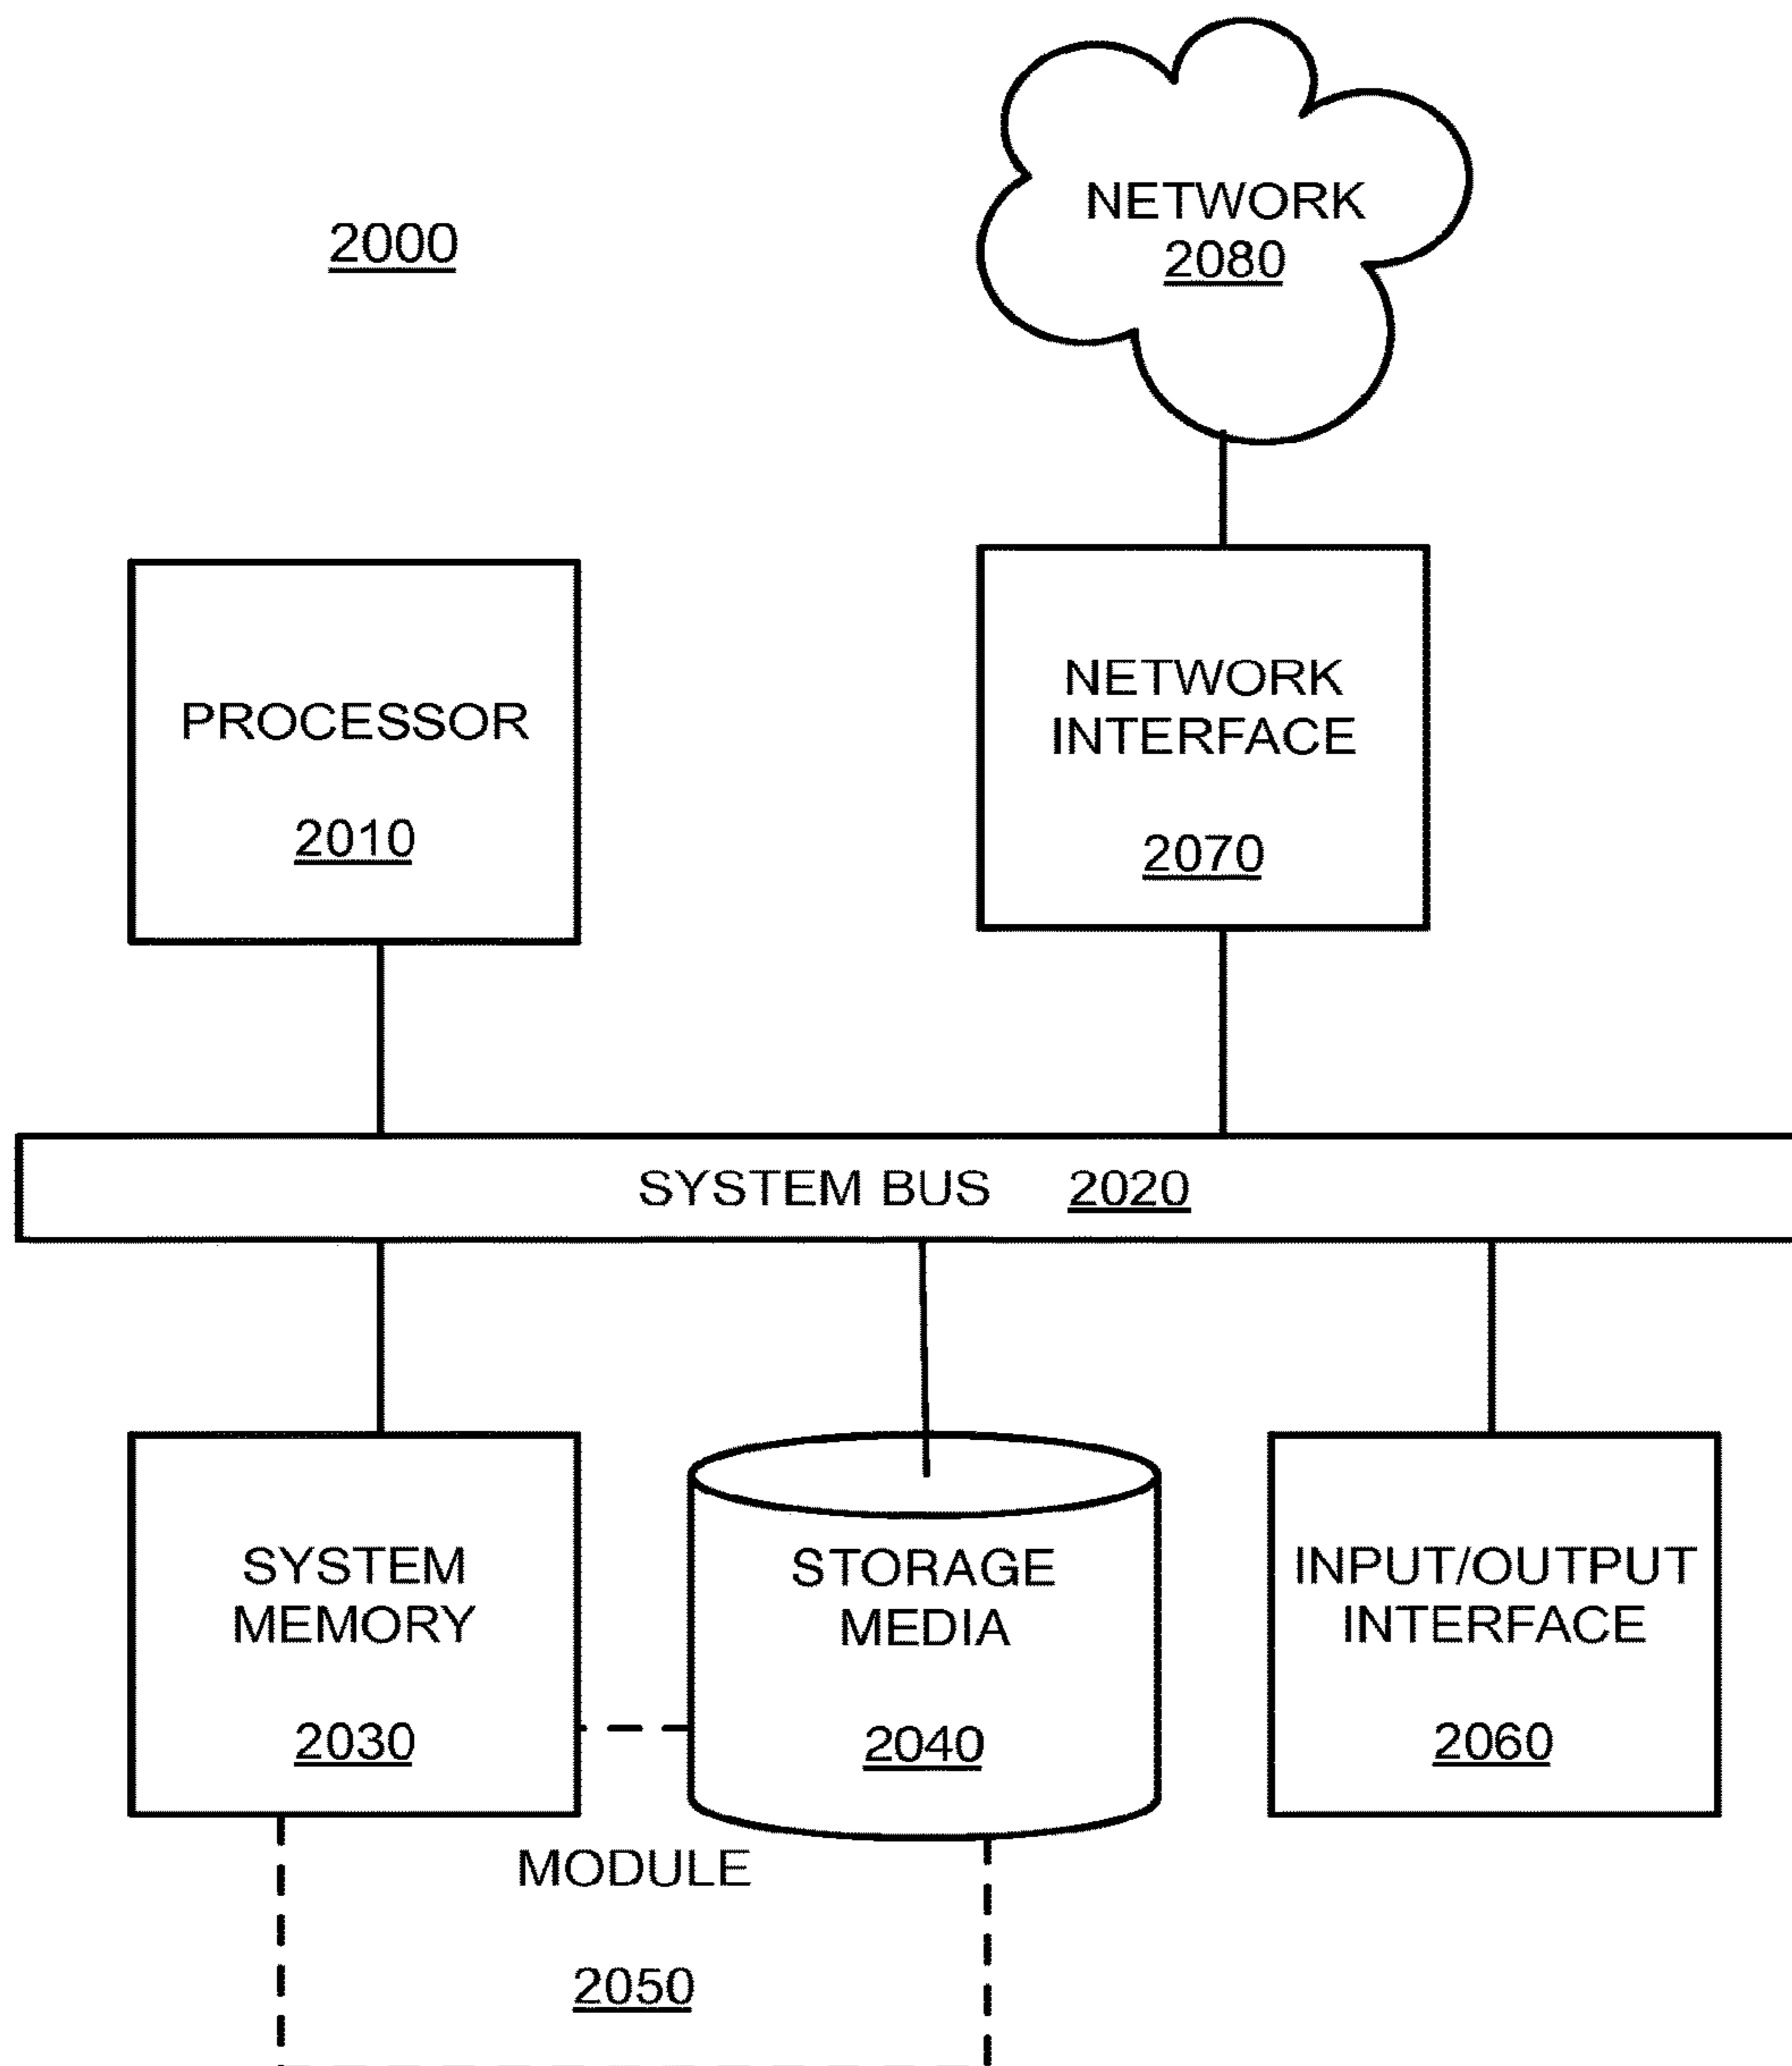 2000
NETWORK
2080
PROCESSOR
2010
NETWORK
INTERFACE
2070
SYSTEM BUS 2020
SYSTEM
MEMORY
2030
STORAGE
MEDIA
2040
INPUT/OUTPUT
INTERFACE
2060
MODULE
2050